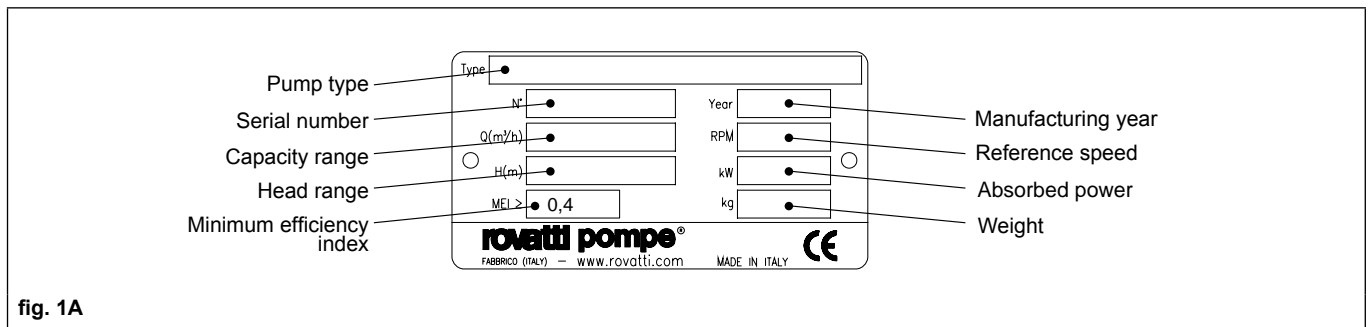 Type
Pump type
N° Year
Serial number Manufacturing year
Q(m³/h) RPM
Capacity range Reference speed
H(m) kW
Head range Absorbed power
MEI > 0,4 kg
Minimum efficiency
index
Weight
rovatti pompe®
FABBRICO (ITALY) – www.rovatti.com MADE IN ITALY CE
fig. 1A